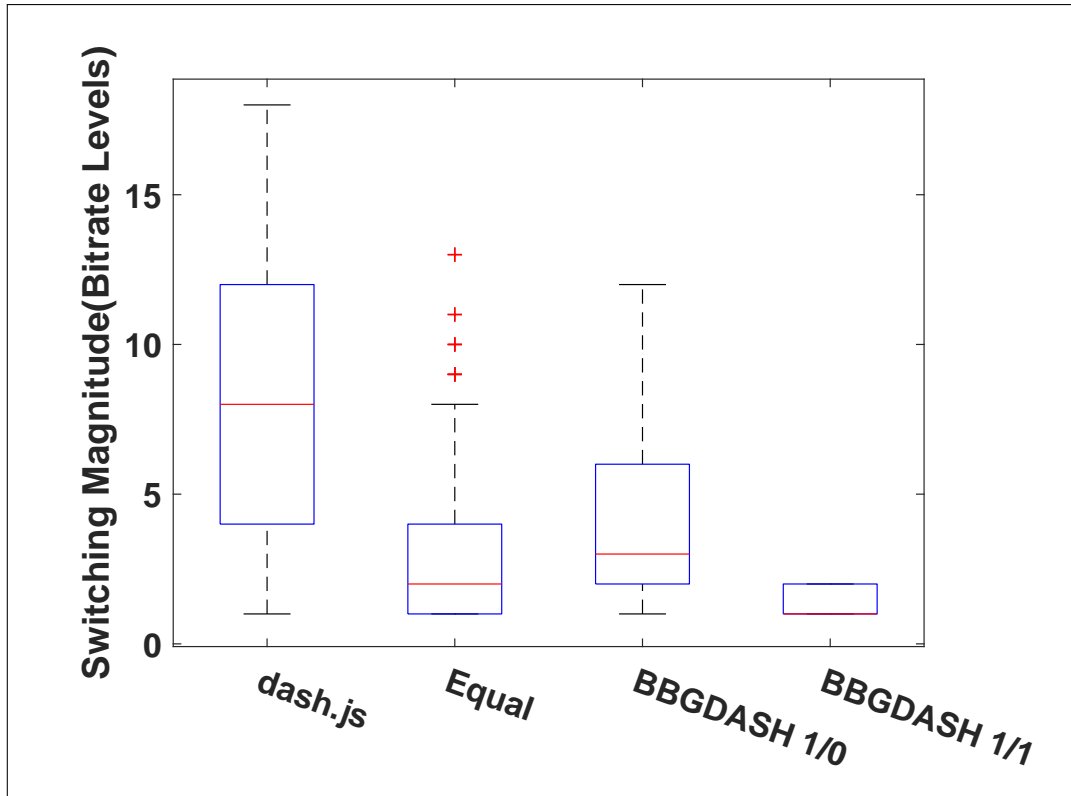 Switching Magnitude(Bitrate Levels)
15
10
5
0
dash.js
Equal
BBGDASH 1/0
BBGDASH 1/1